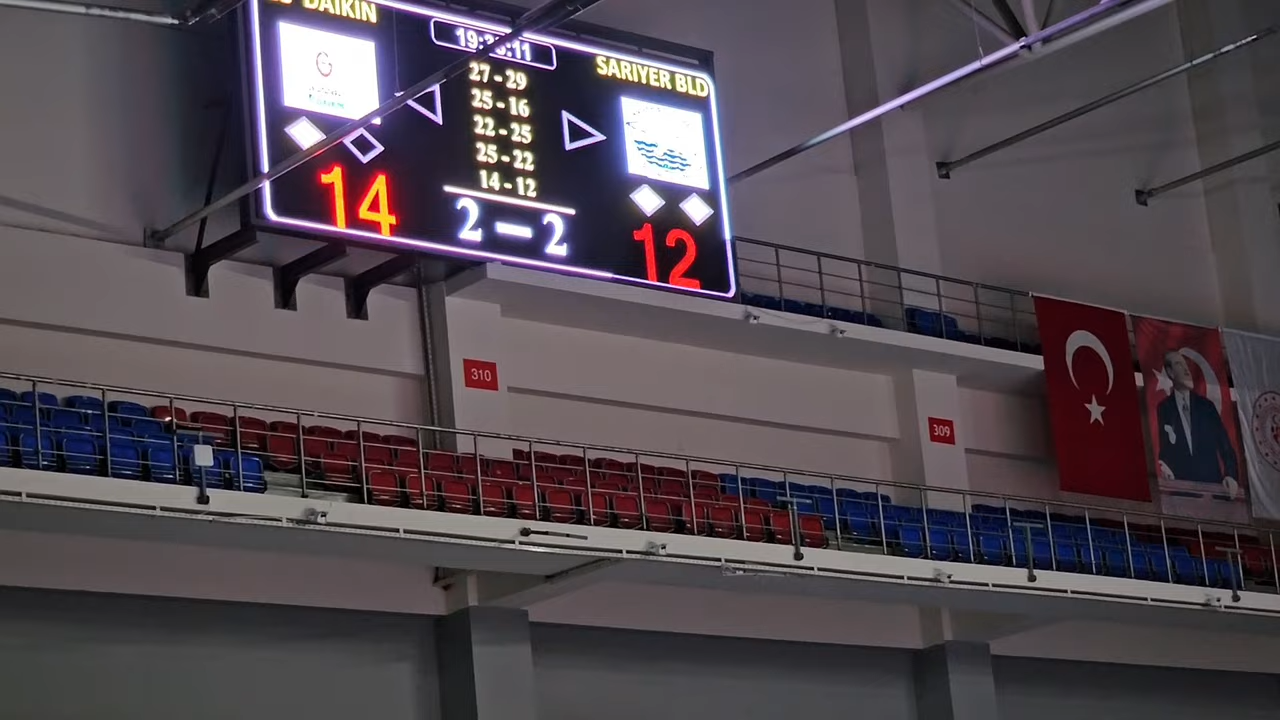 DAIKIN
27 - 29
SARIYER BLD
25 - 16
22 - 25
25 - 22
14 - 12
14
2 - 2
12
310
309